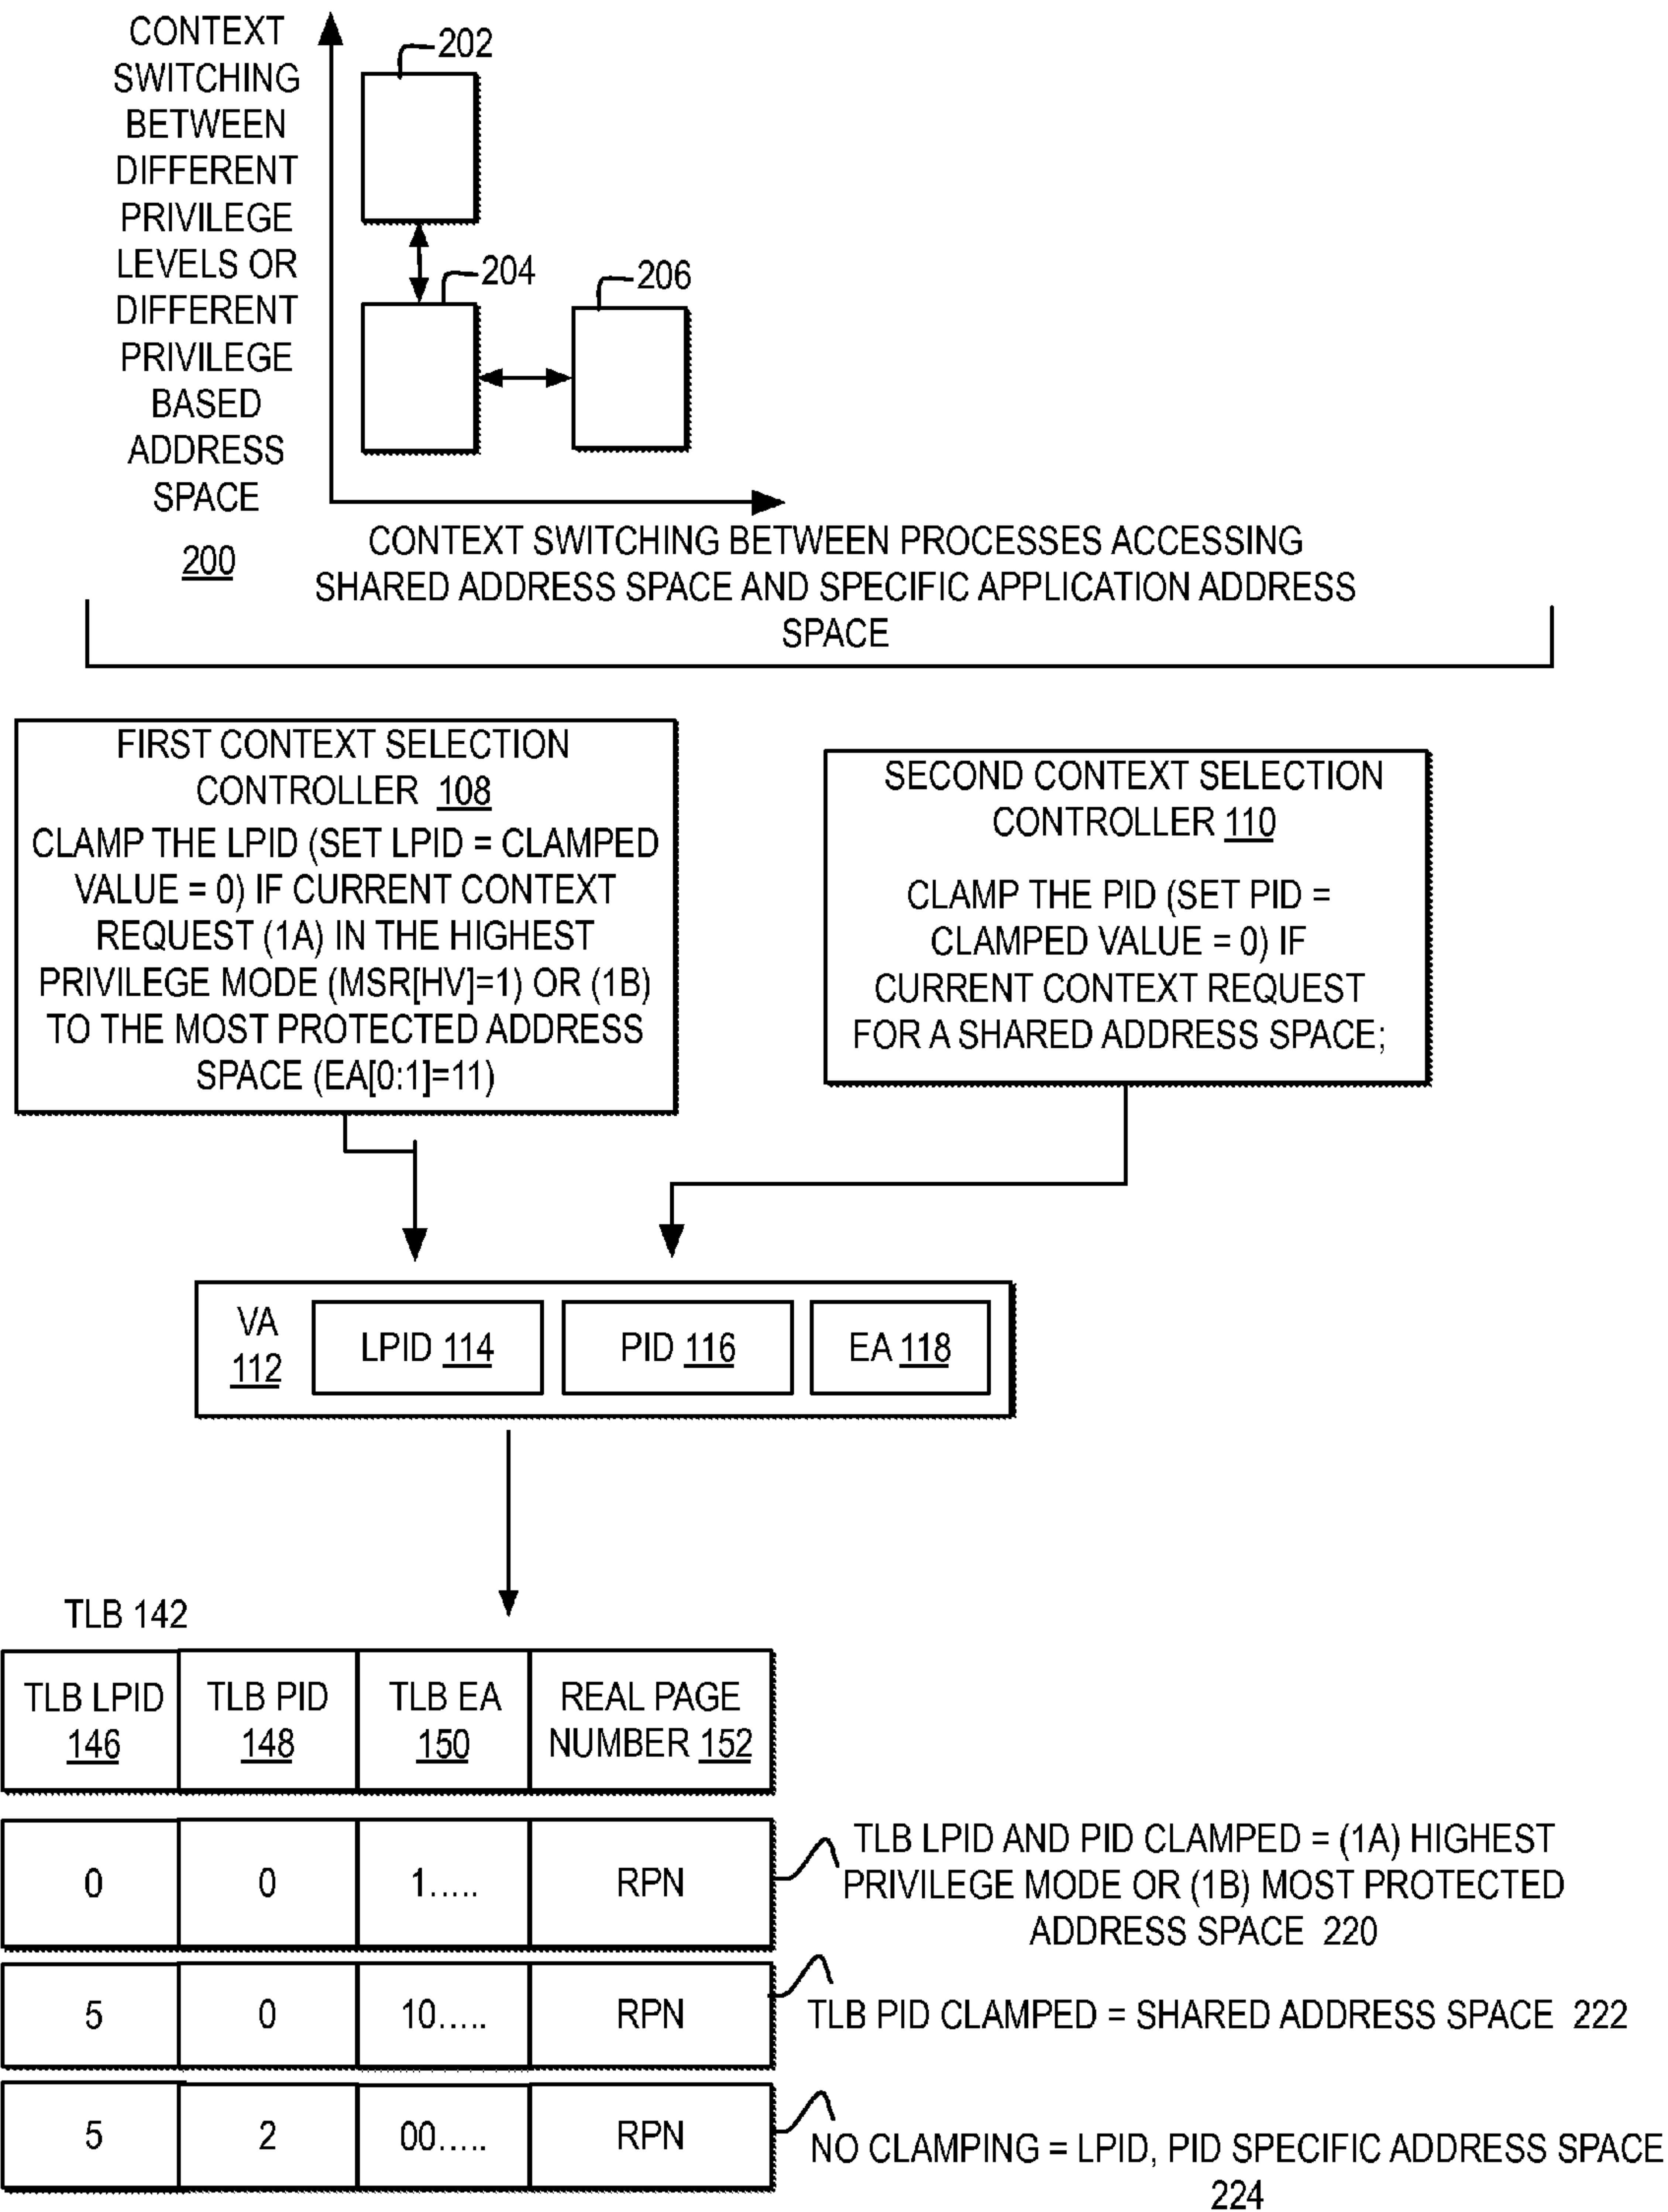 CONTEXT
SWITCHING
BETWEEN
DIFFERENT
PRIVILEGE
LEVELS OR
DIFFERENT
PRIVILEGE
BASED
ADDRESS
SPACE
200
202
204
206
CONTEXT SWITCHING BETWEEN PROCESSES ACCESSING
SHARED ADDRESS SPACE AND SPECIFIC APPLICATION ADDRESS
SPACE
FIRST CONTEXT SELECTION
CONTROLLER 108
CLAMP THE LPID (SET LPID = CLAMPED
VALUE = 0) IF CURRENT CONTEXT
REQUEST (1A) IN THE HIGHEST
PRIVILEGE MODE (MSR[HV]=1) OR (1B)
TO THE MOST PROTECTED ADDRESS
SPACE (EA[0:1]=11)
SECOND CONTEXT SELECTION
CONTROLLER 110
CLAMP THE PID (SET PID =
CLAMPED VALUE = 0) IF
CURRENT CONTEXT REQUEST
FOR A SHARED ADDRESS SPACE;
VA
112
LPID 114
PID 116
EA 118
TLB 142
TLB LPID
146
TLB PID
148
TLB EA
150
REAL PAGE
NUMBER 152
0 0 1..... RPN
TLB LPID AND PID CLAMPED = (1A) HIGHEST
PRIVILEGE MODE OR (1B) MOST PROTECTED
ADDRESS SPACE 220
5 0 10..... RPN
TLB PID CLAMPED = SHARED ADDRESS SPACE 222
5 2 00..... RPN
NO CLAMPING = LPID, PID SPECIFIC ADDRESS SPACE
224